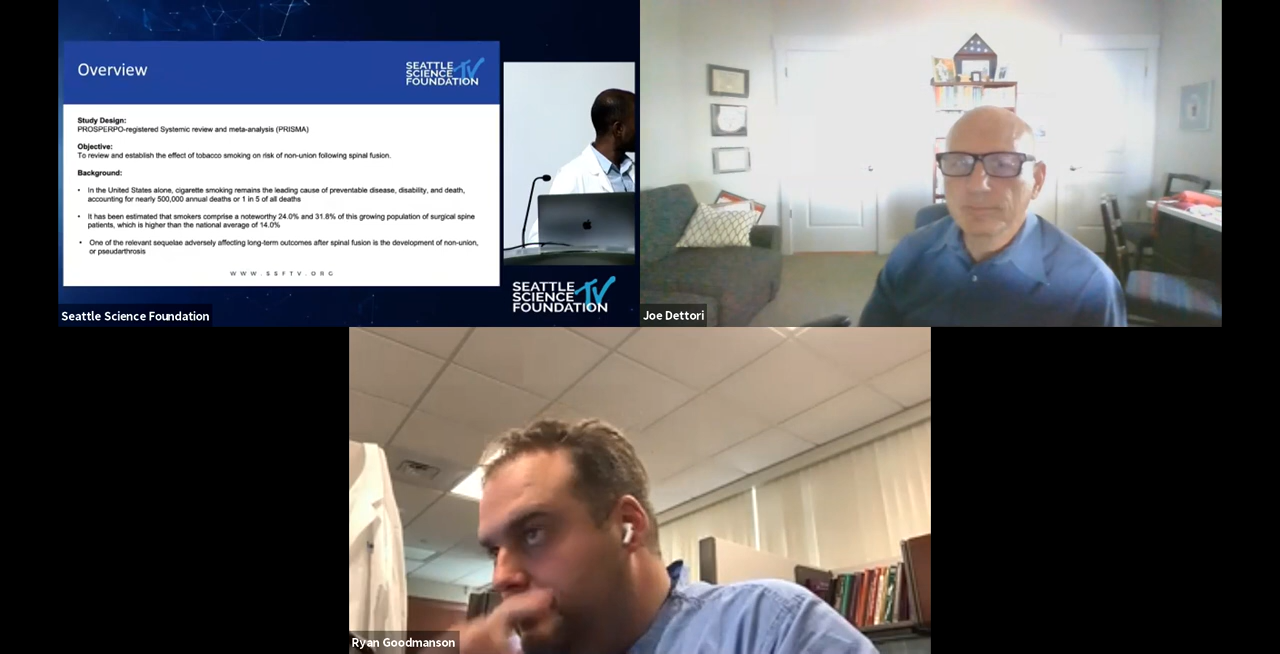 Overview
SEATTLE
SCIENCE TV
FOUNDATION
Study Design:
PROSPERPO-registered Systemic review and meta-analysis (PRISMA)
Objective:
To review and establish the effect of tobacco smoking on risk of non-union following spinal fusion.
Background:
• In the United States alone, cigarette smoking remains the leading cause of preventable disease, disability, and death,
accounting for nearly 500,000 annual deaths or 1 in 5 of all deaths
• It has been estimated that smokers comprise a noteworthy 24.0% and 31.8% of this growing population of surgical spine
patients, which is higher than the national average of 14.0%
• One of the relevant sequelae adversely affecting long-term outcomes after spinal fusion is the development of non-union,
or pseudarthrosis
WWW.SSFTV.ORG
SEATTLE
SCIENCE TV
FOUNDATION
Seattle Science Foundation
Joe Dettori
Ryan Goodmanson